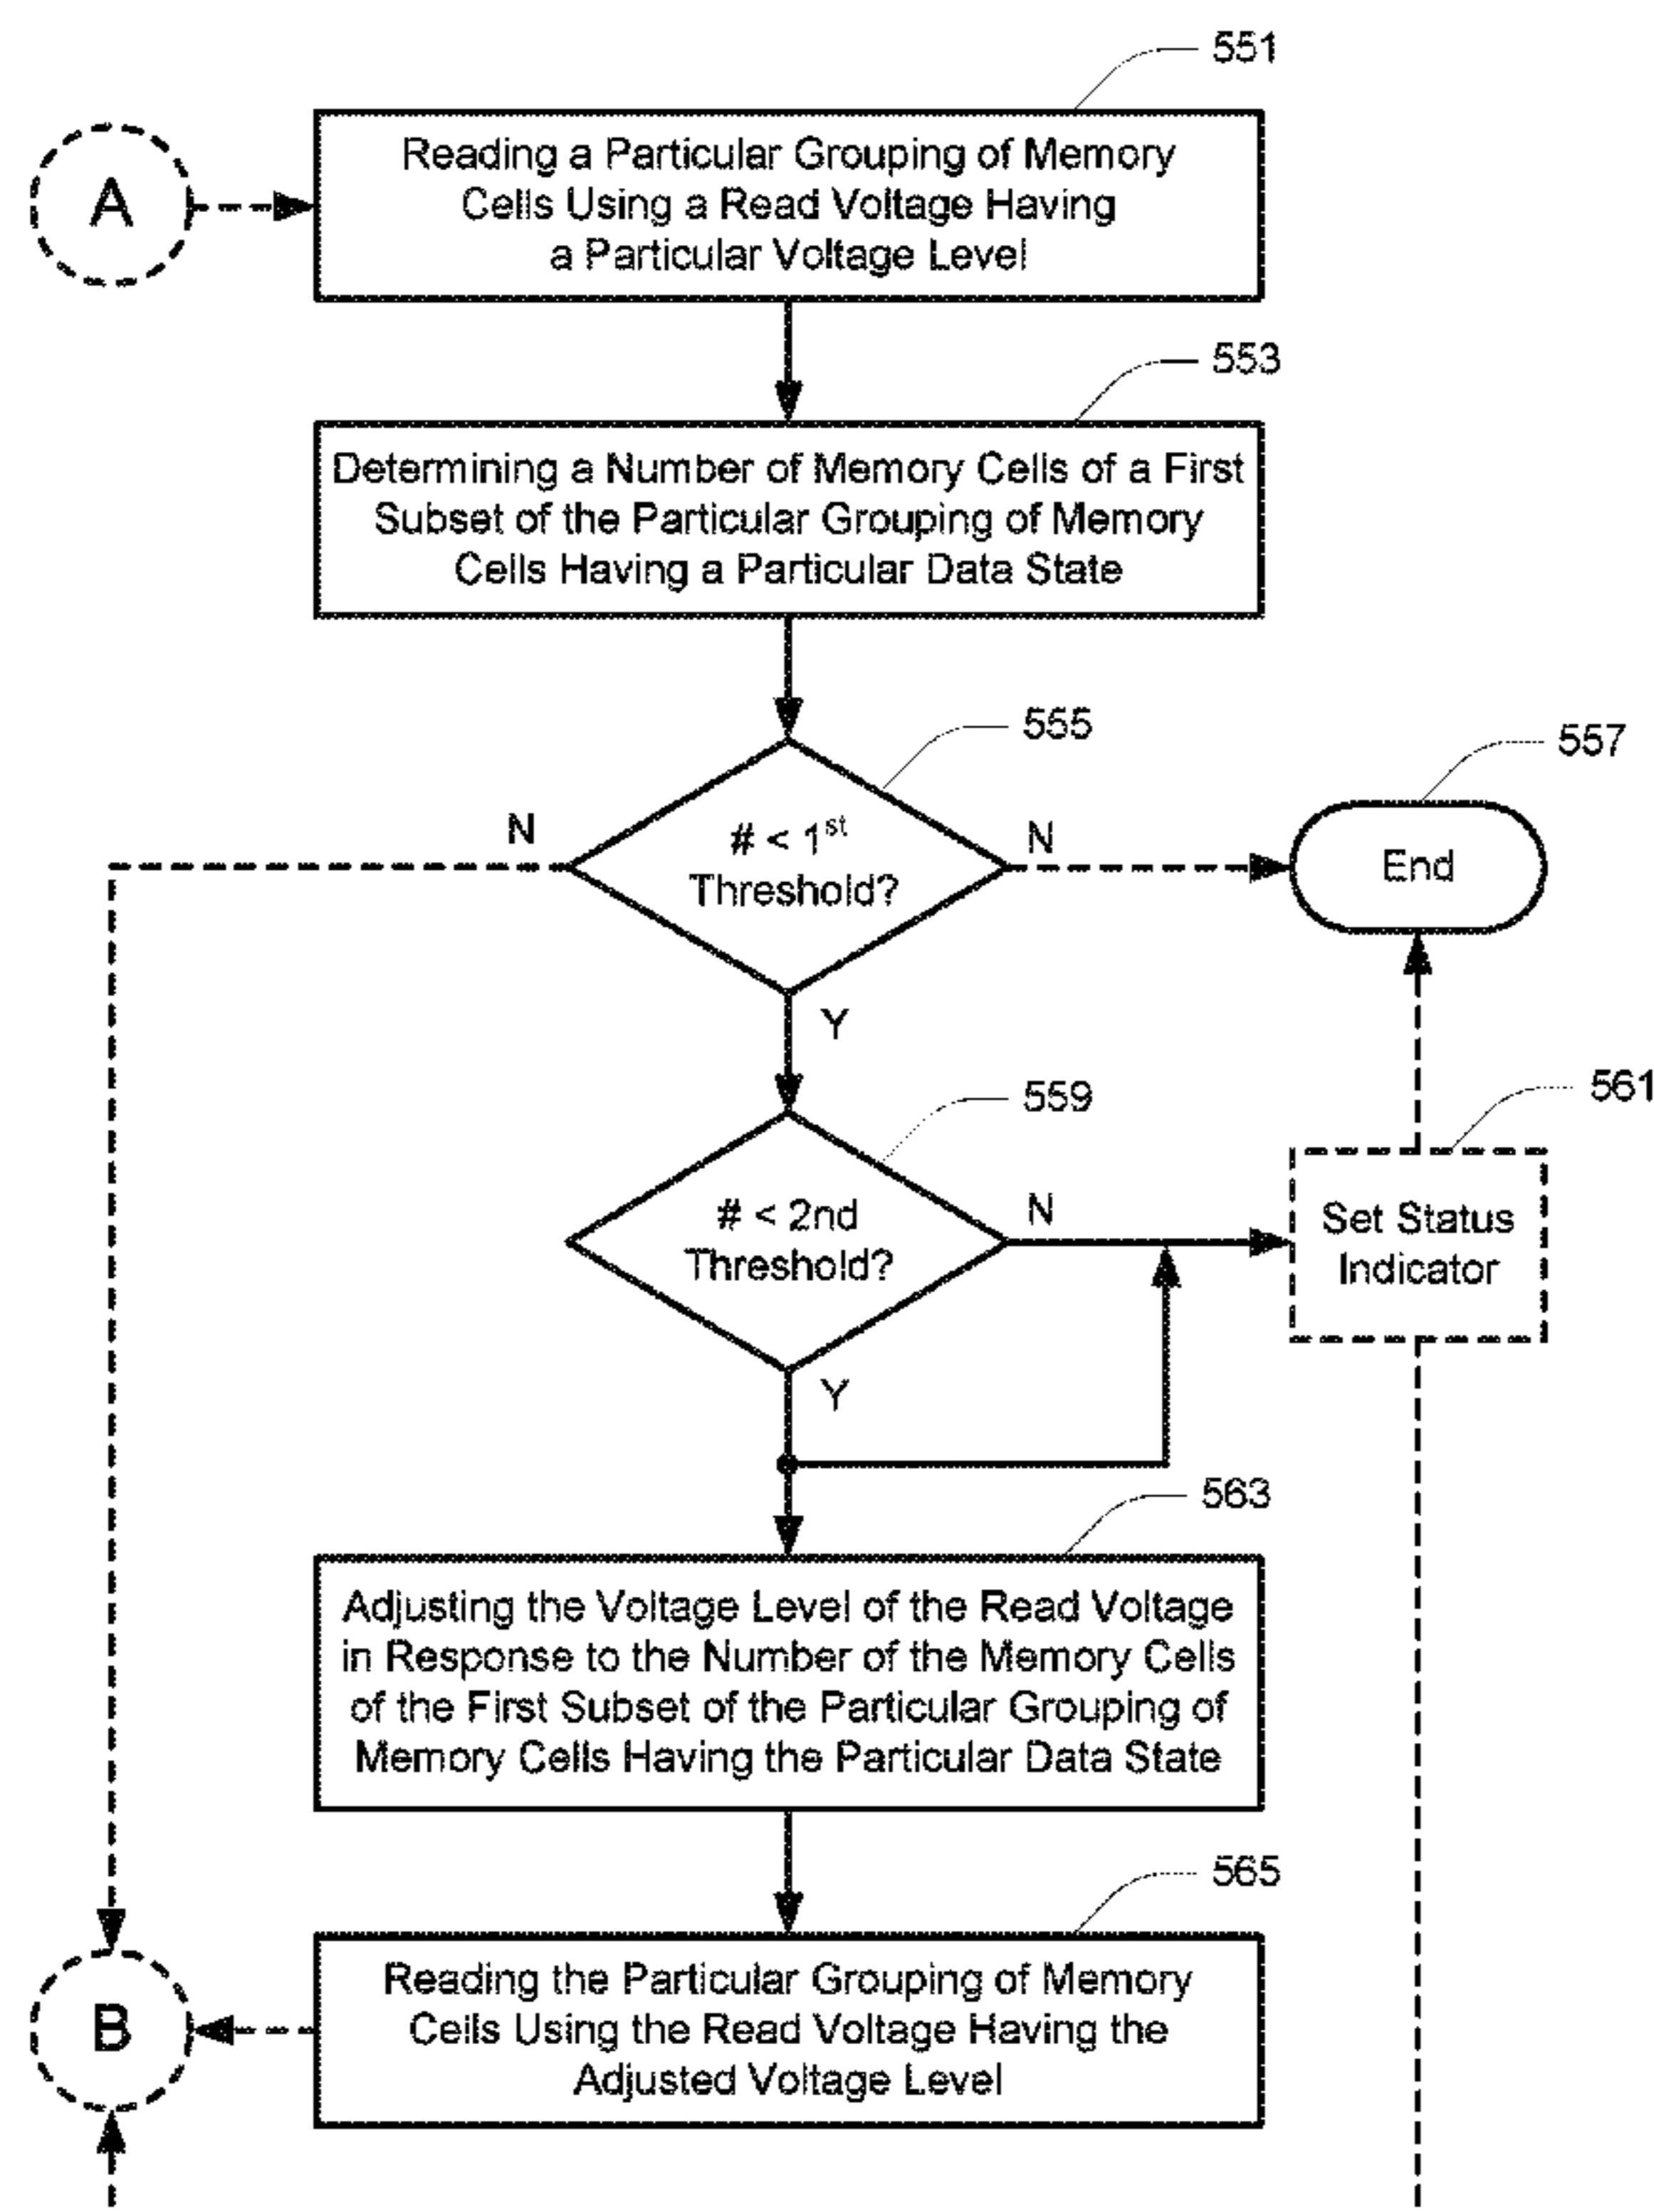 551
A
Reading a Particular Grouping of Memory
Cells Using a Read Voltage Having
a Particular Voltage Level
553
Determining a Number of Memory Cells of a First
Subset of the Particular Grouping of Memory
Cells Having a Particular Data State
555
557
N
# < 1st
Threshold?
N
End
Y
559
561
# < 2nd
Threshold?
N
Set Status
Indicator
Y
563
Adjusting the Voltage Level of the Read Voltage
in Response to the Number of the Memory Cells
of the First Subset of the Particular Grouping of
Memory Cells Having the Particular Data State
565
B
Reading the Particular Grouping of Memory
Cells Using the Read Voltage Having the
Adjusted Voltage Level